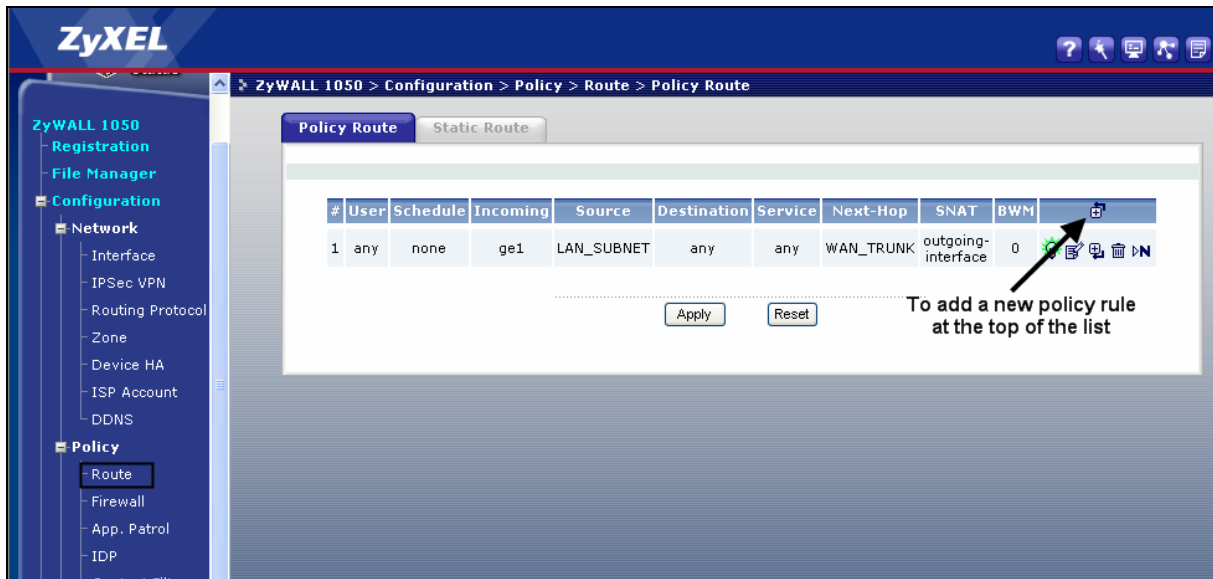 ZyXEL
ZyWALL 1050 > Configuration > Policy > Route > Policy Route
ZyWALL 1050
Registration
File Manager
Configuration
Network
Interface
IPSec VPN
Routing Protocol
Zone
Device HA
ISP Account
DDNS
Policy
Route
Firewall
App. Patrol
IDP
Policy Route
Static Route
# User Schedule Incoming Source Destination Service Next-Hop SNAT BWM
1 any none ge1 LAN_SUBNET any any WAN_TRUNK outgoing-interface 0 N
Apply Reset
To add a new policy rule
at the top of the list